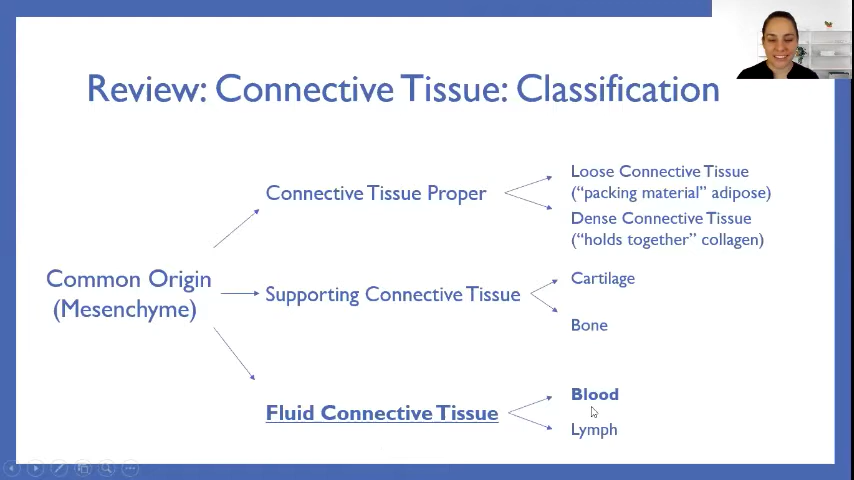 Review: Connective Tissue: Classification
Loose Connective Tissue
(“packing material” adipose)
Connective Tissue Proper
Dense Connective Tissue
(“holds together” collagen)
Common Origin
(Mesenchyme)
Supporting Connective Tissue
Cartilage
Bone
Fluid Connective Tissue
Blood
Lymph